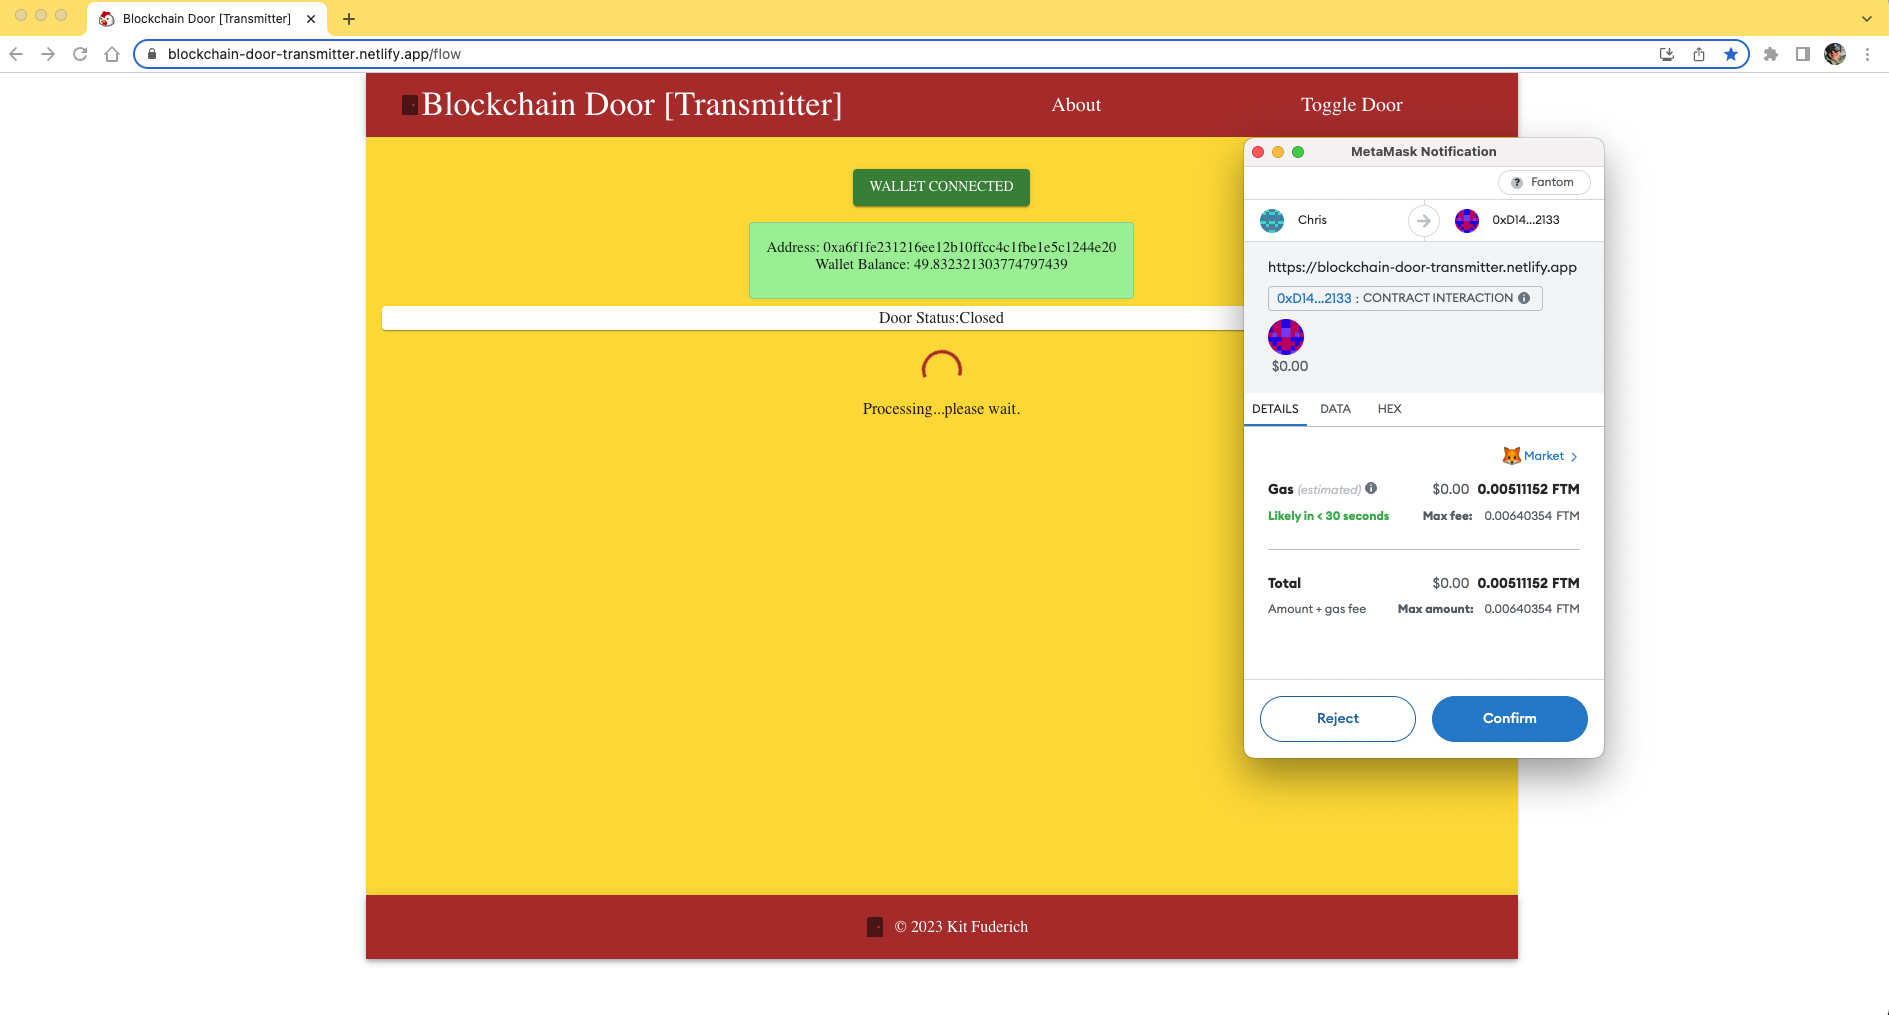 Blockchain Door [Transmitter]
blockchain-door-transmitter.netlify.app/flow
Blockchain Door [Transmitter]
About
Toggle Door
WALLET CONNECTED
Address: 0xa6f1fe231216ee12b10ffcc4c1fbe1e5c1244e20
Wallet Balance: 49.832321303774797439
Door Status:Closed
Processing...please wait.
© 2023 Kit Fuderich
MetaMask Notification
? Fantom
Chris
0xD14...2133
https://blockchain-door-transmitter.netlify.app
0xD14...2133 : CONTRACT INTERACTION
$0.00
DETAILS DATA HEX
Market >
Gas (estimated) $0.00 0.00511152 FTM
Likely in < 30 seconds Max fee: 0.00640354 FTM
Total $0.00 0.00511152 FTM
Amount + gas fee Max amount: 0.00640354 FTM
Reject Confirm